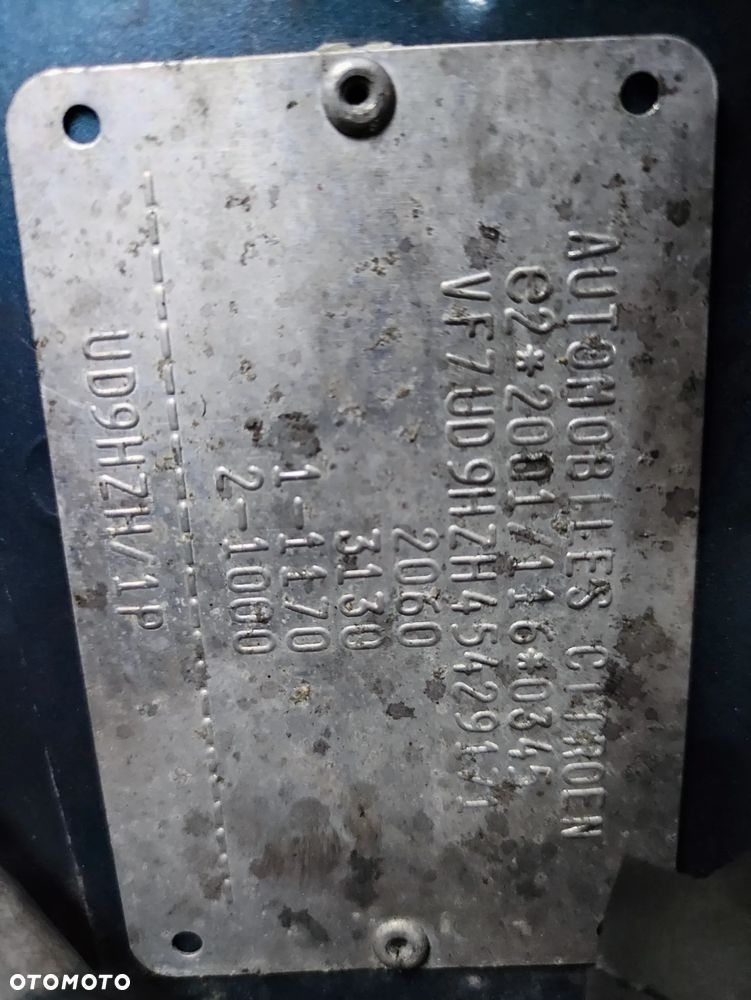 AUTOMOBILES CITROEN
e2*2001/116*0345
VF7UD9HZH45429171
2060
3130
1-1170
2-1060
UD9HZH/1P
OTOMOTO